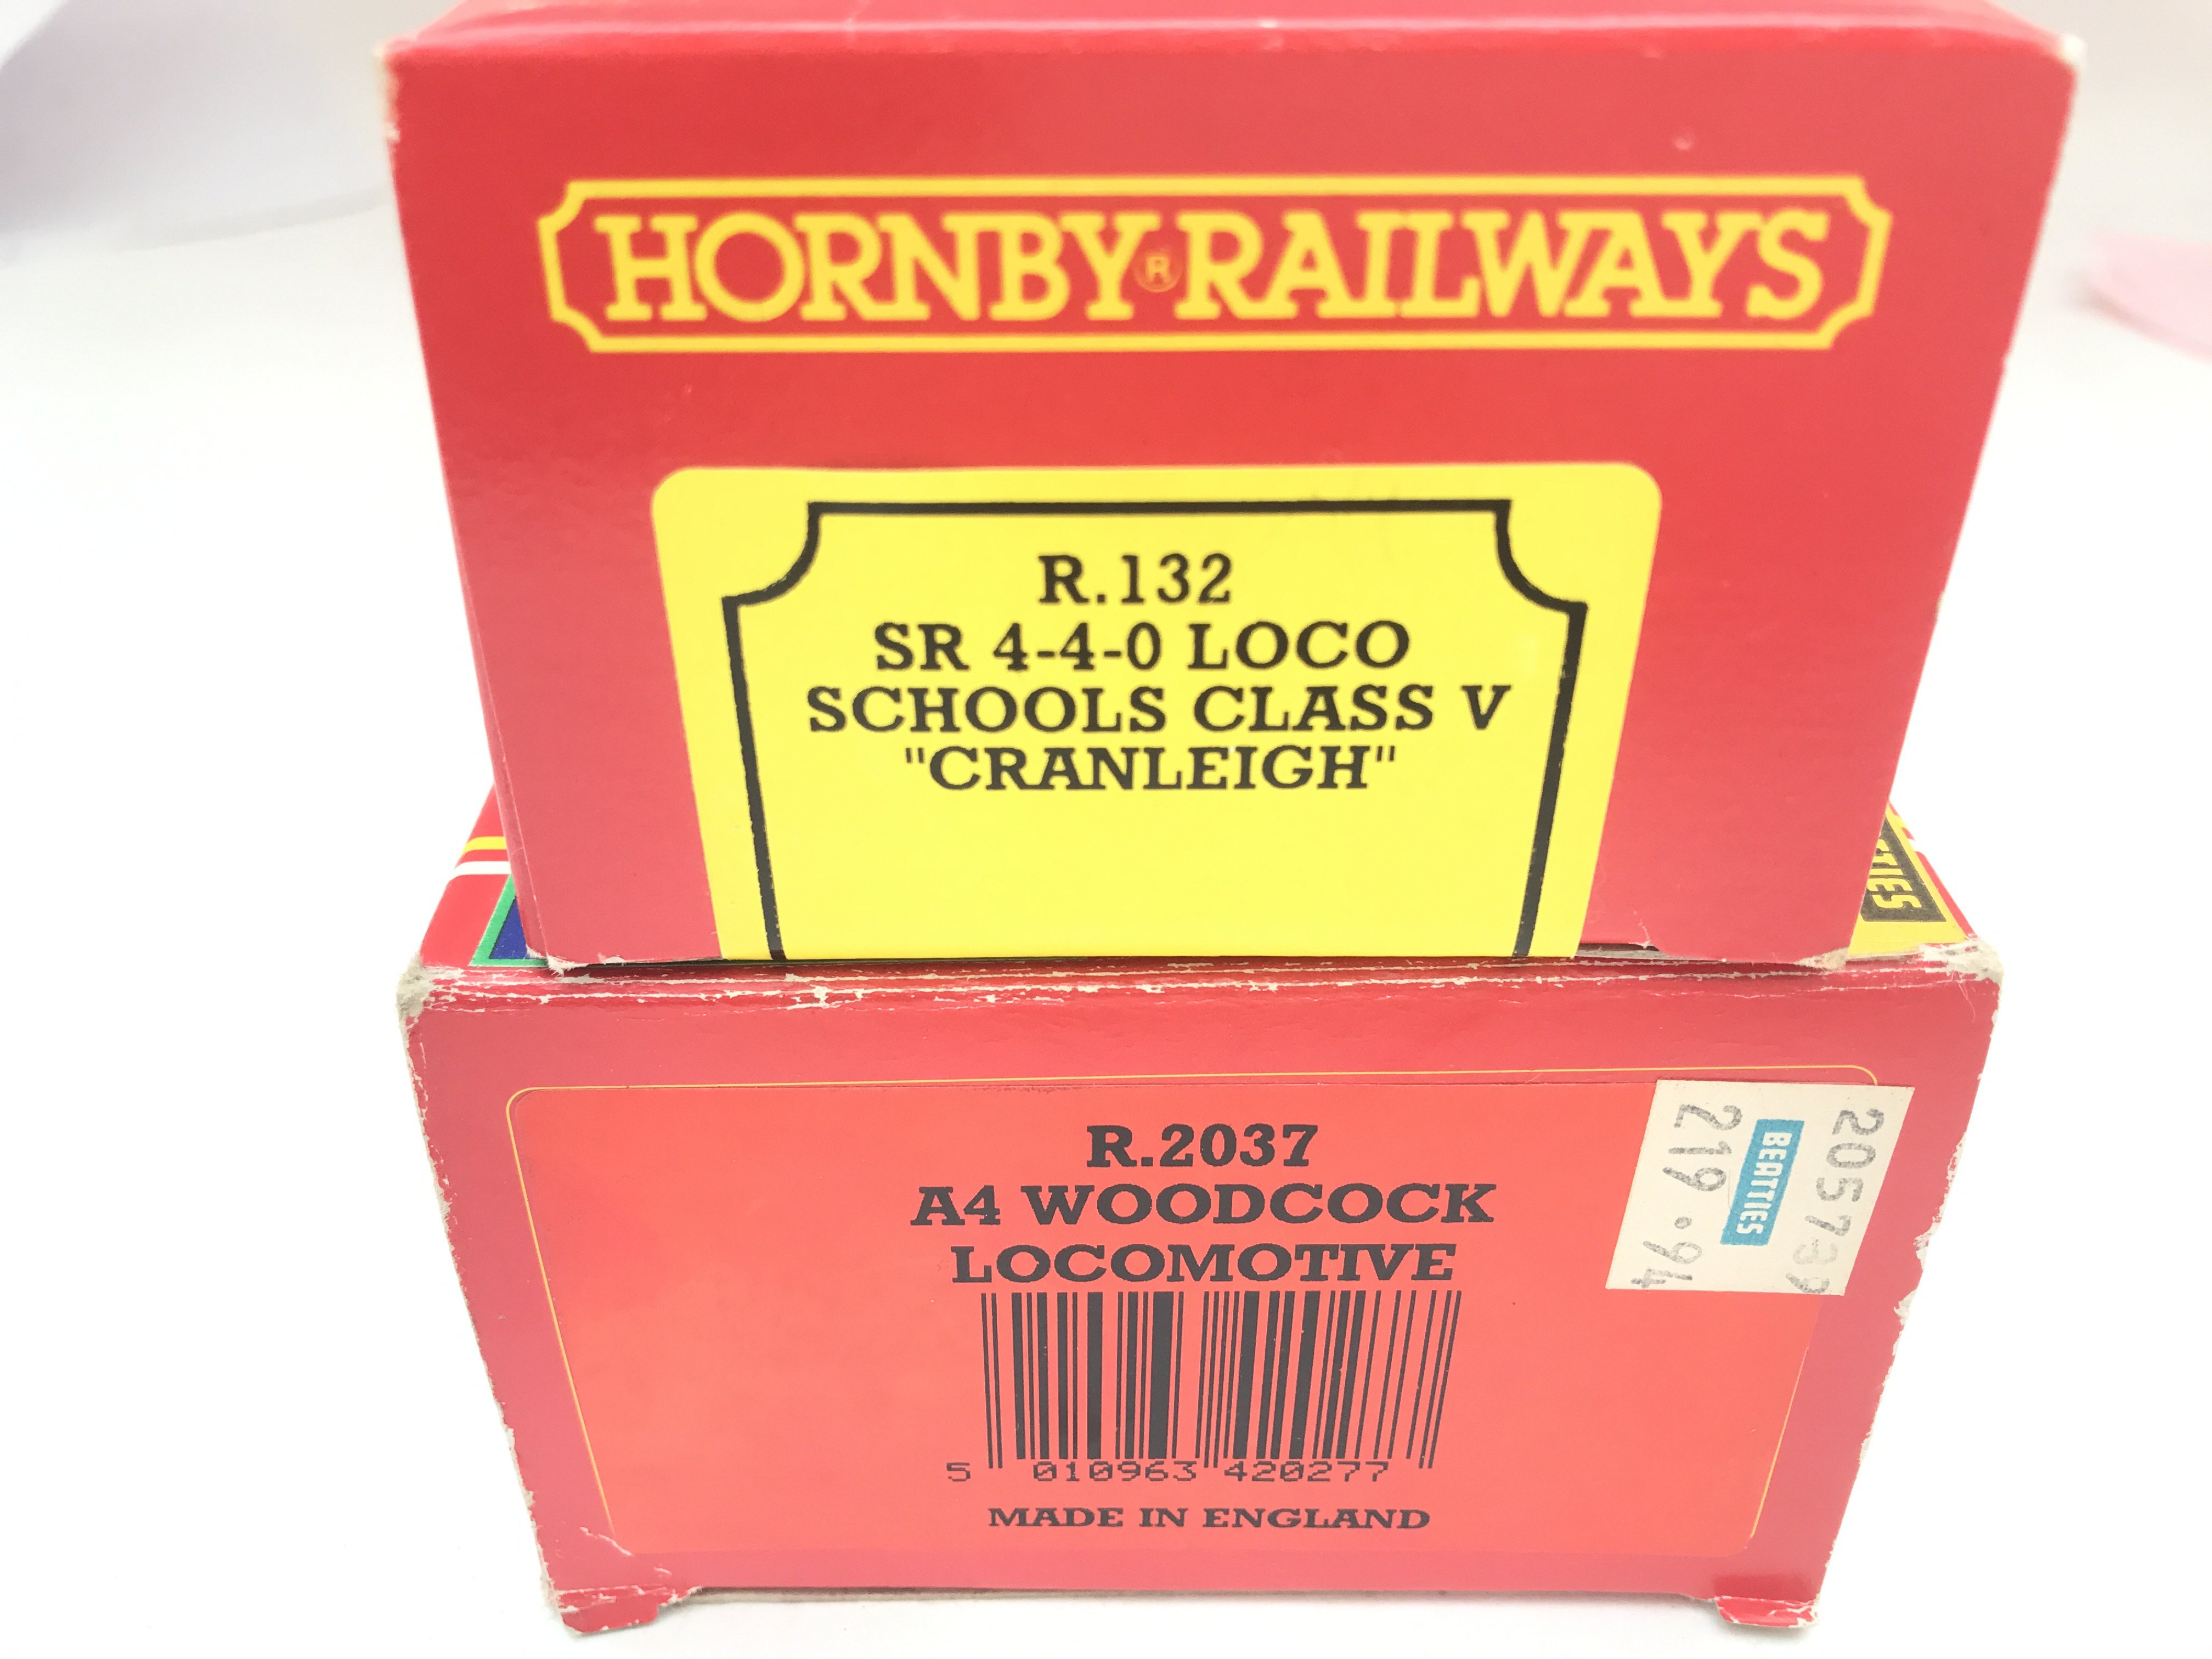 HORNBY® RAILWAYS
R.132
SR 4-4-0 LOCO
SCHOOLS CLASS V
"CRANLEIGH"
R.2037
A4 WOODCOCK
LOCOMOTIVE
5 010963 420277
MADE IN ENGLAND
205739
BEATTIES
219.94